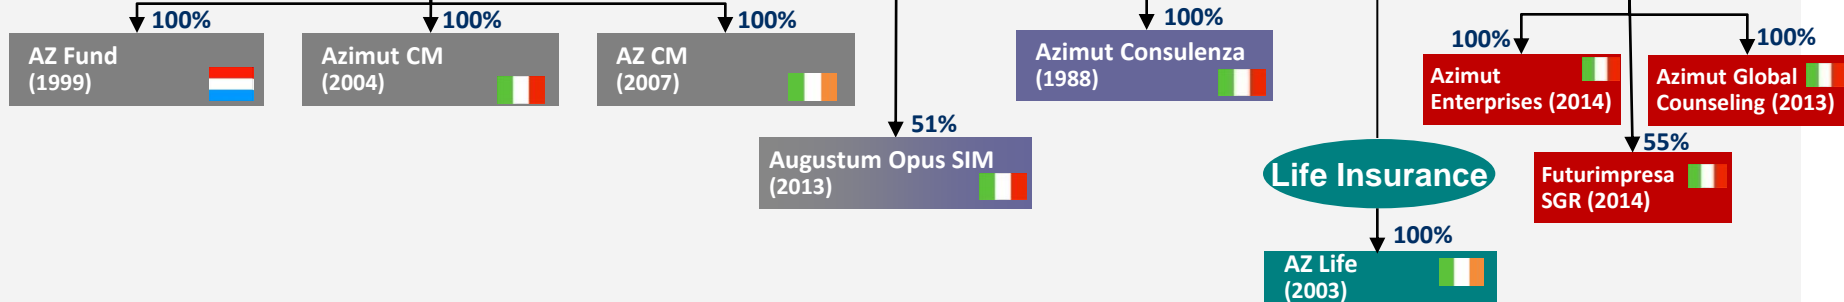 100%
100%
100%
100%
100%
100%
AZ Fund
(1999)
Azimut CM
(2004)
AZ CM
(2007)
Azimut Consulenza
(1988)
Azimut
Enterprises (2014)
Azimut Global
Counseling (2013)
51%
55%
Augustum Opus SIM
(2013)
Life Insurance
Futurimpresa
SGR (2014)
100%
AZ Life
(2003)